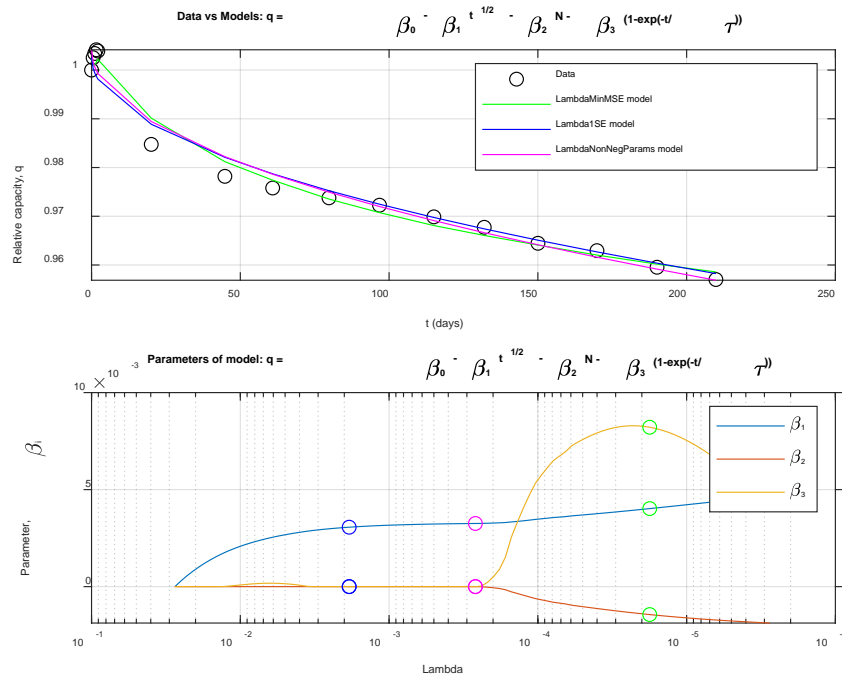 Data vs Models: q = β₀ - β₁ t ^1/2 - β₂ N - β₃ (1-exp(-t/ τ))
1
0.99
0.98
0.97
0.96
Relative capacity, q
Data
LambdaMinMSE model
Lambda1SE model
LambdaNonNegParams model
0 50 100 150 200 250
t (days)
Parameters of model: q = β₀ - β₁ t ^1/2 - β₂ N - β₃ (1-exp(-t/ τ))
10 × ^-3
5
0
Parameter, βi
β₁
β₂
β₃
10 ^-1 10 ^-2 10 ^-3 10 ^-4 10 ^-5 10 ^-
Lambda